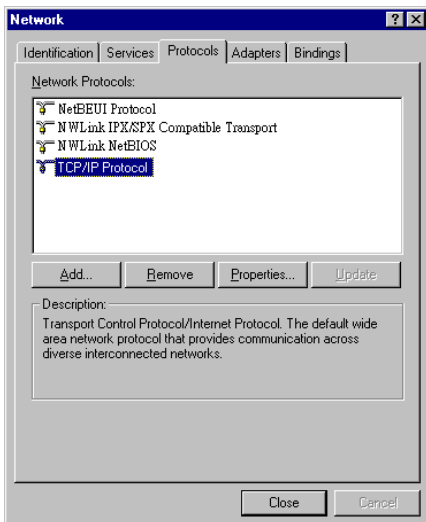 Network
Identification Services Protocols Adapters Bindings
Network Protocols:
NetBEUI Protocol
NWLink IPX/SPX Compatible Transport
NWLink NetBIOS
TCP/IP Protocol
Add... Remove Properties... Update
Description:
Transport Control Protocol/Internet Protocol. The default wide
area network protocol that provides communication across
diverse interconnected networks.
Close Cancel